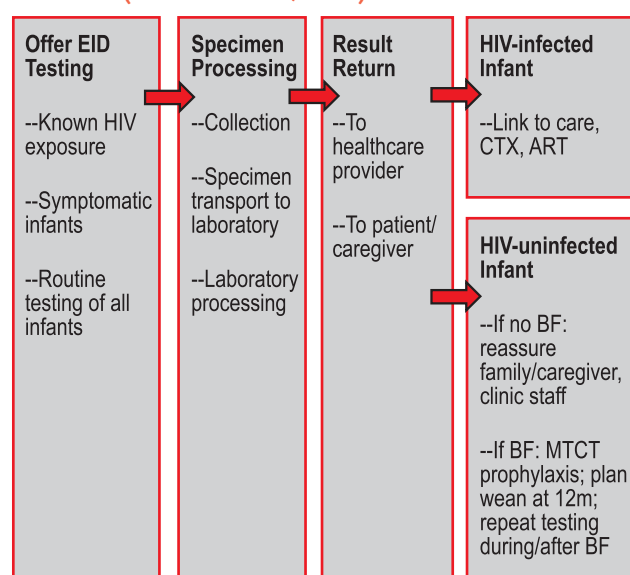 Offer EID
Testing
--Known HIV
exposure
--Symptomatic
infants
--Routine
testing of all
infants
Specimen
Processing
--Collection
--Specimen
transport to
laboratory
--Laboratory
processing
Result
Return
--To
healthcare
provider
--To patient/
caregiver
HIV-infected
Infant
--Link to care,
CTX, ART
HIV-uninfected
Infant
--If no BF:
reassure
family/caregiver,
clinic staff
--If BF: MTCT
prophylaxis; plan
wean at 12m;
repeat testing
during/after BF